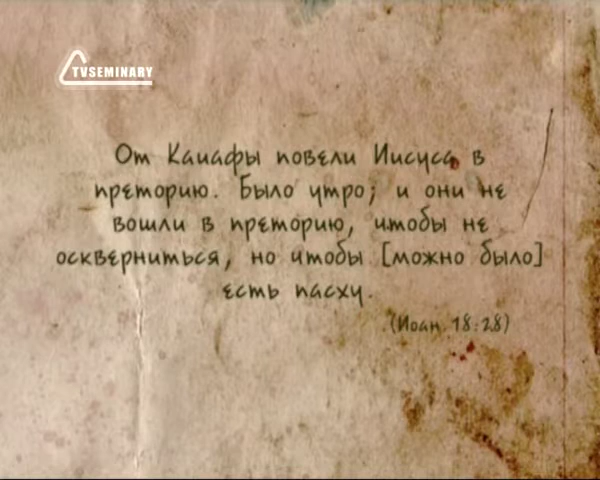 TVSEMINARY
От Каиафы повели Иисуса в
преторию. Было утро; и они не
вошли в преторию, чтобы не
оскверниться, но чтобы [можно было]
есть пасху.
(Иоан. 18:28)